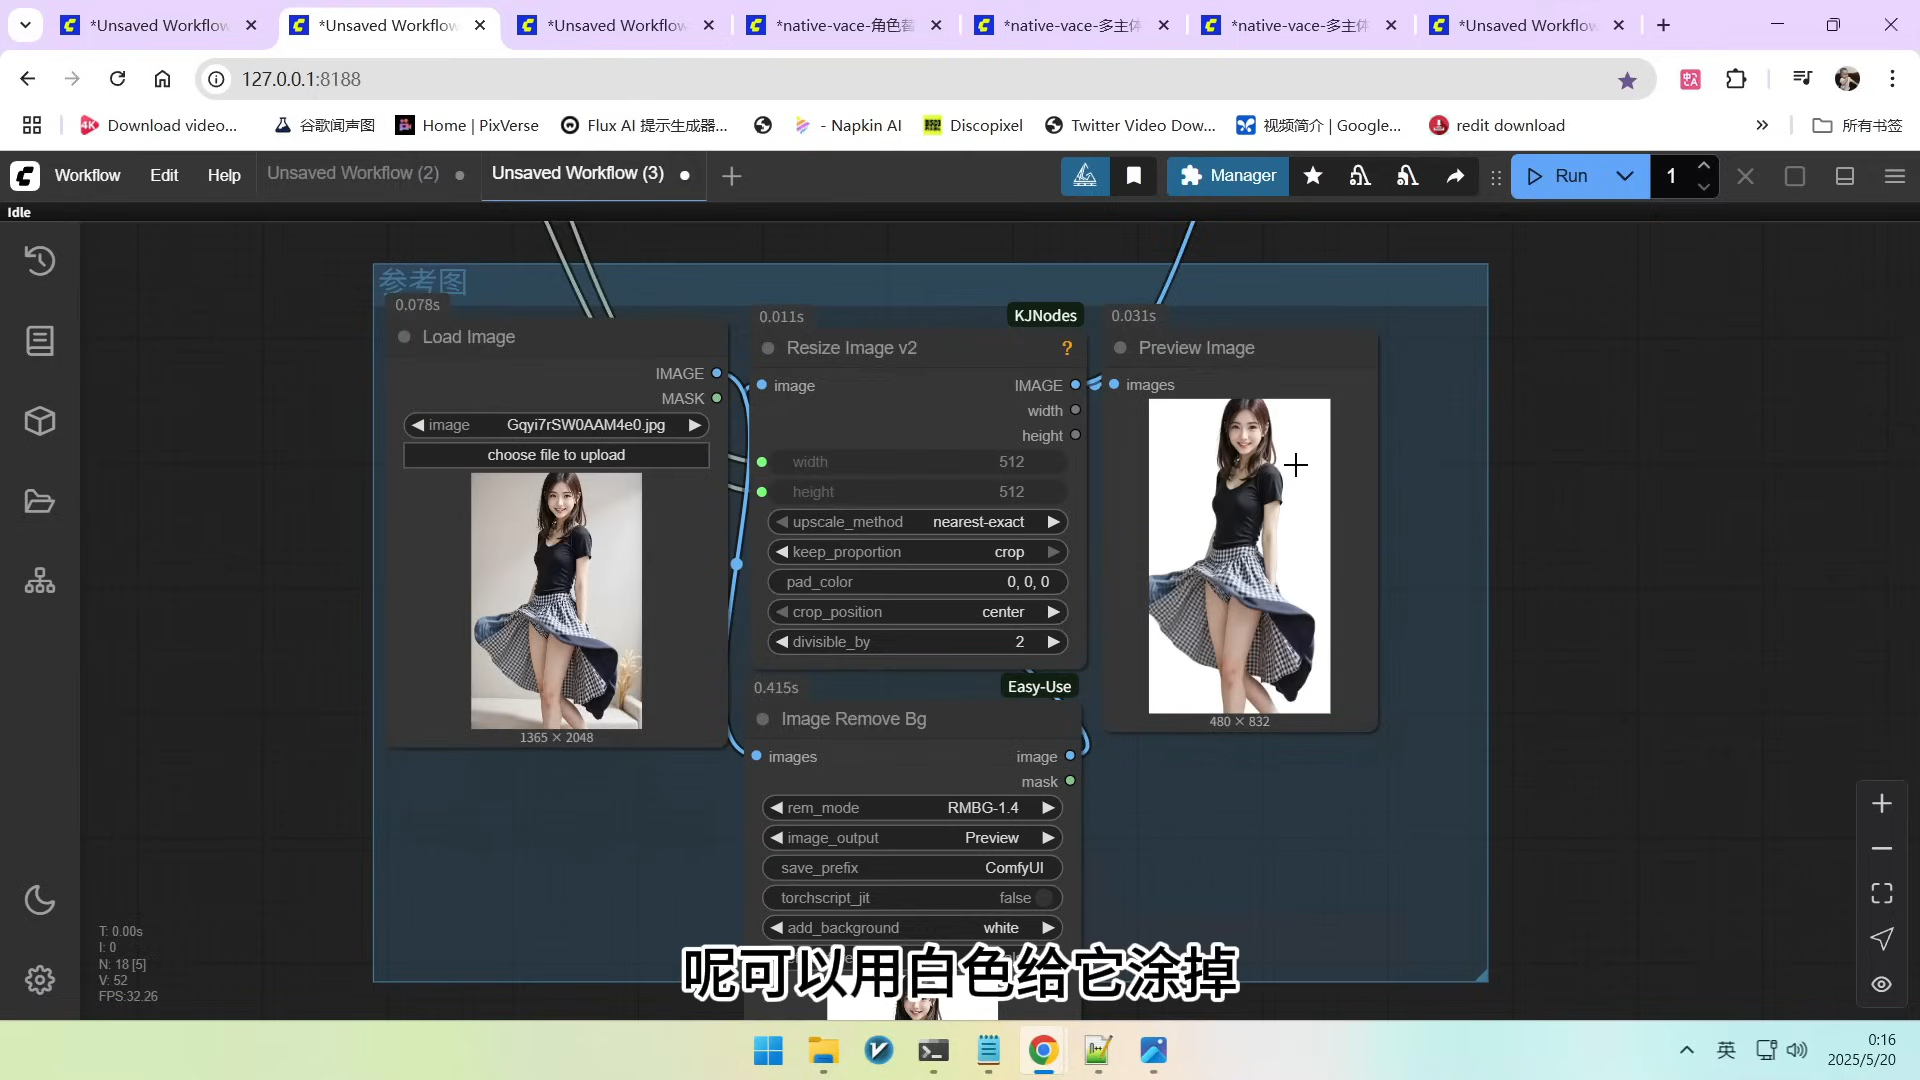 *Unsaved Workflow
*Unsaved Workflow
*Unsaved Workflow
*native-vace-角色替
*native-vace-多主体
*native-vace-多主体
*Unsaved Workflow
127.0.0.1:8188
4K
Download video...
谷歌闻声图
Home | PixVerse
Flux AI 提示生成器...
- Napkin AI
Discopixel
Twitter Video Dow...
视频简介 | Google...
redit download
所有书签
Workflow
Edit
Help
Unsaved Workflow (2)
Unsaved Workflow (3)
Manager
Run
1
Idle
参考图
0.078s
Load Image
IMAGE
MASK
image
Gqyi7rSW0AAM4e0.jpg
choose file to upload
1365 × 2048
0.011s
KJNodes
Resize Image v2
?
image
IMAGE
width
height
width
512
height
512
upscale_method
nearest-exact
keep_proportion
crop
pad_color
0, 0, 0
crop_position
center
divisible_by
2
0.031s
Preview Image
images
480 × 832
0.415s
Easy-Use
Image Remove Bg
images
image
mask
rem_mode
RMBG-1.4
image_output
Preview
save_prefix
ComfyUI
torchscript_jit
false
add_background
white
呢可以用白色给它涂掉
T: 0.00s
I: 0
N: 18 [5]
V: 52
FPS:32.26
英
0:16
2025/5/20